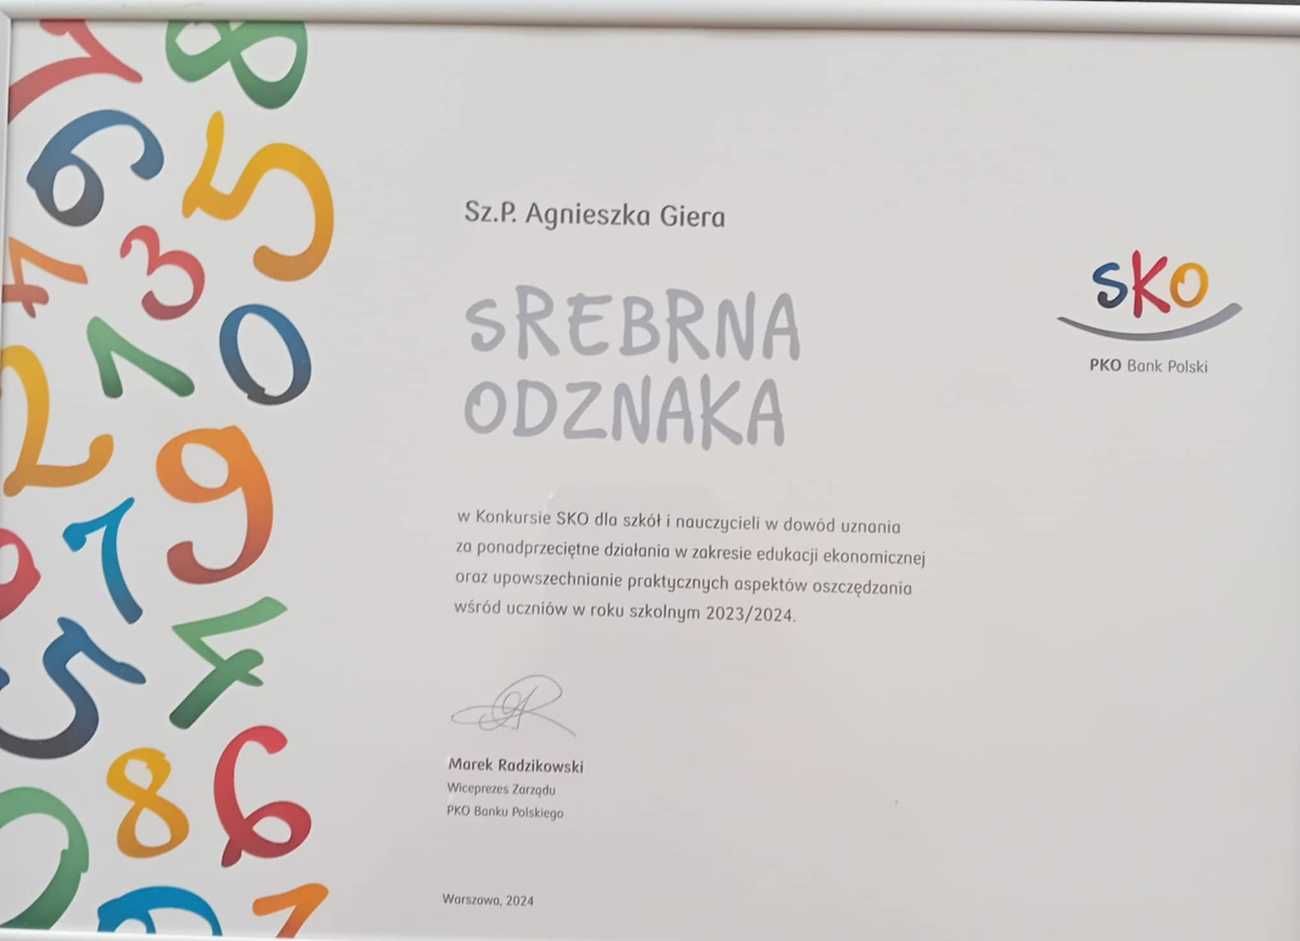 Sz.P. Agnieszka Giera
SREBRNA
ODZNAKA
SKO
PKO Bank Polski
w Konkursie SKO dla szkół i nauczycieli w dowód uznania
za ponadprzeciętne działania w zakresie edukacji ekonomicznej
oraz upowszechnianie praktycznych aspektów oszczędzania
wśród uczniów w roku szkolnym 2023/2024.
Marek Radzikowski
Wiceprezes Zarządu
PKO Banku Polskiego
Warszawa, 2024